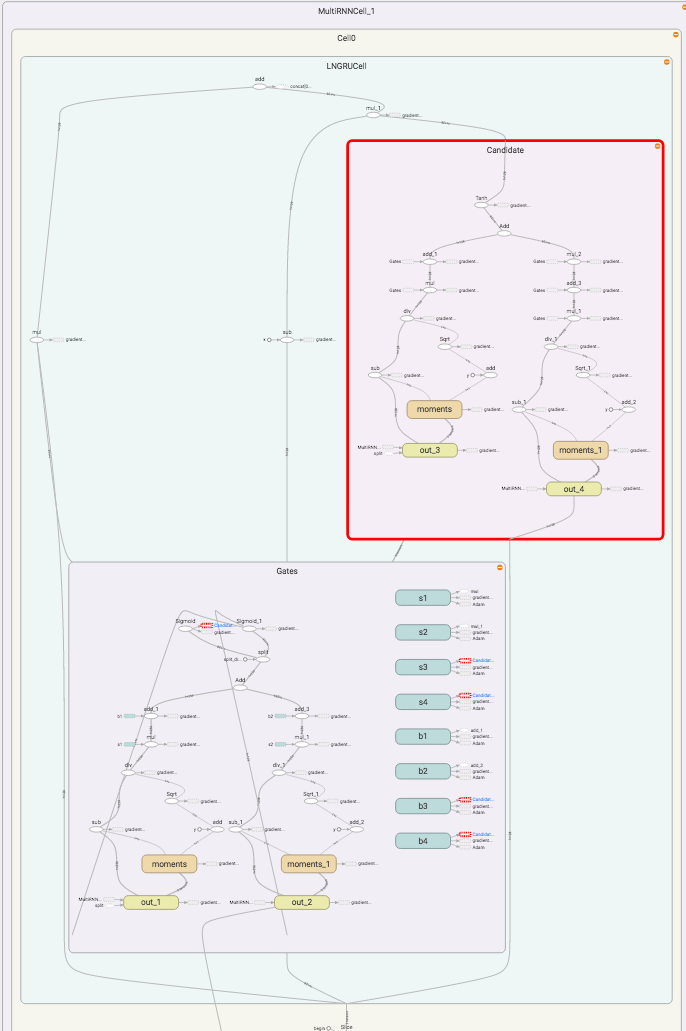 MultiRNNCell_1
Cell0
LNGRUCell
add
concat(0...
mul_1
gradient...
Candidate
Tanh
gradient...
Add
add_1
mul_2
Gates
gradient...
Gates
gradient...
mul
add_3
Gates
gradient...
Gates
gradient...
div
mul_1
gradient...
Gates
gradient...
mul
gradient...
sub
x
gradient...
Sqrt
div_1
gradient...
gradient...
sub
add
Sqrt_1
gradient...
y
gradient...
moments
gradient...
sub_1
add_2
gradient...
y
MultiRNN...
split
out_3
gradient...
moments_1
gradient...
MultiRNN...
out_4
gradient...
Gates
s1
mul
gradient...
Adam
Sigmoid
Candidat...
gradient...
Sigmoid_1
gradient...
s2
mul_1
gradient...
Adam
split_di...
split
s3
Candidat...
gradient...
Adam
Add
s4
Candidat...
gradient...
Adam
add_1
add_3
b1
gradient...
b2
gradient...
mul
mul_1
s1
gradient...
s2
gradient...
b1
add_1
gradient...
Adam
div
gradient...
div_1
gradient...
b2
add_3
gradient...
Adam
Sqrt
gradient...
Sqrt_1
gradient...
b3
Candidat...
gradient...
Adam
sub
gradient...
y
add
sub_1
gradient...
y
add_2
b4
Candidat...
gradient...
Adam
moments
gradient...
moments_1
gradient...
MultiRNN...
split
out_1
gradient...
MultiRNN...
out_2
gradient...
begin
Slice